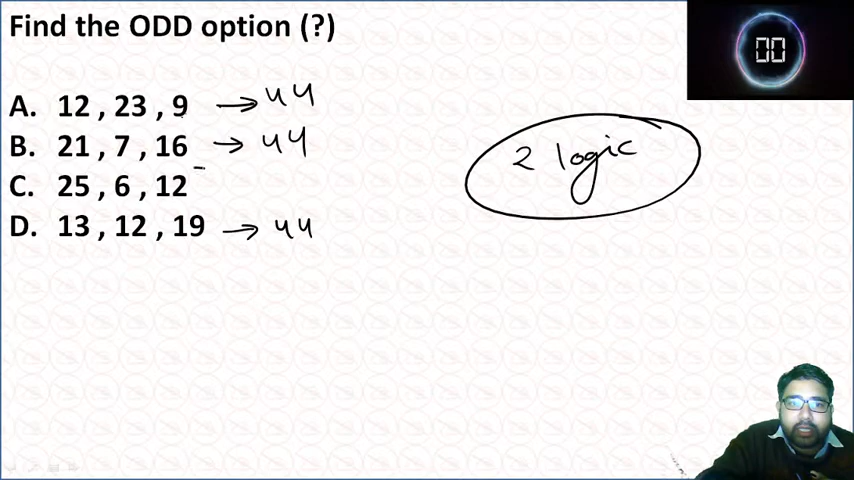 Find the ODD option (?)
00
A. 12 , 23 , 9 → 44
B. 21 , 7 , 16 → 44
C. 25 , 6 , 12
D. 13 , 12 , 19 → 44
2 logic